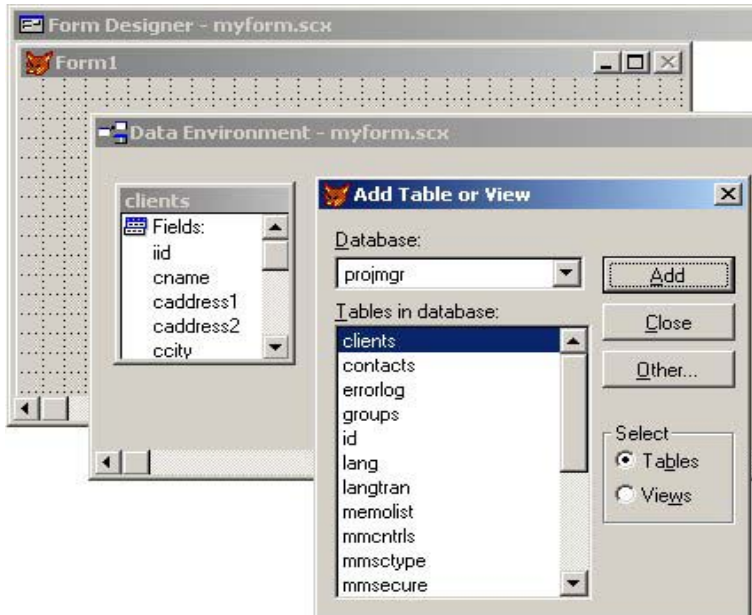 Form Designer - myform.scx
Form1
Data Environment - myform.scx
clients
Fields:
iid
cname
caddress1
caddress2
ccity
Add Table or View
Database:
projmgr
Tables in database:
clients
contacts
errorlog
groups
id
lang
langtran
memolist
mmcntrls
mmsctype
mmsecure
Add
Close
Other...
Select
Tables
Views